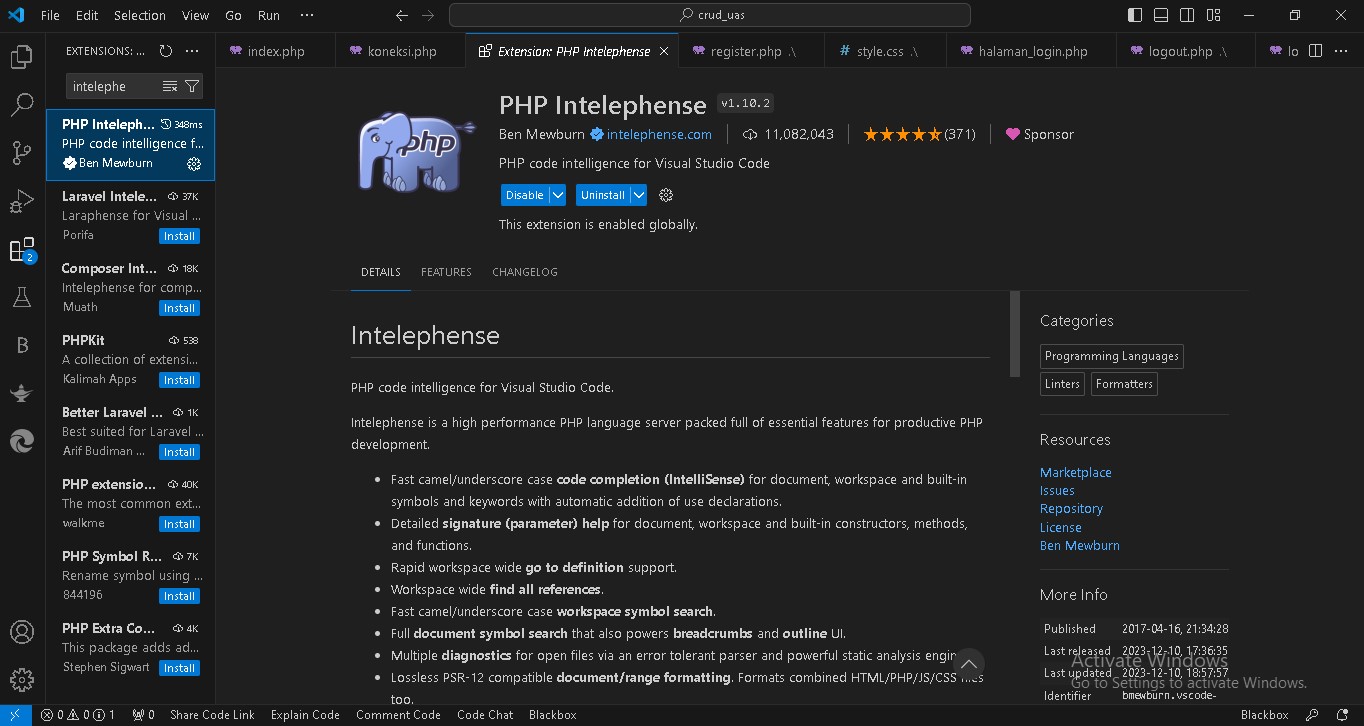 File Edit Selection View Go Run ···
crud_uas
EXTENSIONS: ...
index.php
koneksi.php
Extension: PHP Intelephense
register.php .\
# style.css .\
halaman_login.php
logout.php .\
lo
intelephe
PHP Inteleph... 348ms
PHP code intelligence f...
Ben Mewburn
Laravel Intele... 37K
Laraphense for Visual ...
Porifa Install
Composer Int... 18K
Intelephense for comp...
Muath Install
PHPKit 538
A collection of extensi...
Kalimah Apps Install
Better Laravel ... 1K
Best suited for Laravel ...
Arif Budiman ... Install
PHP extensio... 40K
The most common ext...
walkme Install
PHP Symbol R... 7K
Rename symbol using ...
844196 Install
PHP Extra Co... 4K
This package adds ad...
Stephen Sigwart Install
2
B
php
PHP Intelephense v1.10.2
Ben Mewburn intelephense.com 11,082,043 (371) Sponsor
PHP code intelligence for Visual Studio Code
Disable Uninstall
This extension is enabled globally.
DETAILS FEATURES CHANGELOG
Intelephense
PHP code intelligence for Visual Studio Code.
Intelephense is a high performance PHP language server packed full of essential features for productive PHP
development.
• Fast camel/underscore case code completion (IntelliSense) for document, workspace and built-in
symbols and keywords with automatic addition of use declarations.
• Detailed signature (parameter) help for document, workspace and built-in constructors, methods,
and functions.
• Rapid workspace wide go to definition support.
• Workspace wide find all references.
• Fast camel/underscore case workspace symbol search.
• Full document symbol search that also powers breadcrumbs and outline UI.
• Multiple diagnostics for open files via an error tolerant parser and powerful static analysis engin
• Lossless PSR-12 compatible document/range formatting. Formats combined HTML/PHP/JS/CSS files
too.
Categories
Programming Languages
Linters Formatters
Resources
Marketplace
Issues
Repository
License
Ben Mewburn
More Info
Published 2017-04-16, 21:34:28
Last released 2023-12-10, 17:36:35
Last updated 2023-12-10, 18:57:57
Identifier bmewburn.vscode-
Activate Windows
Go to Settings to activate Windows.
0 0 1 0 Share Code Link Explain Code Comment Code Code Chat Blackbox Blackbox